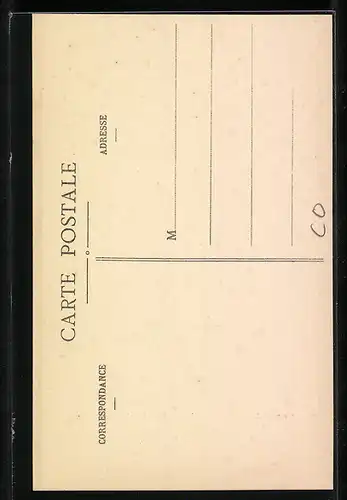 CARTE POSTALE
CORRESPONDANCE
ADRESSE
M
CO